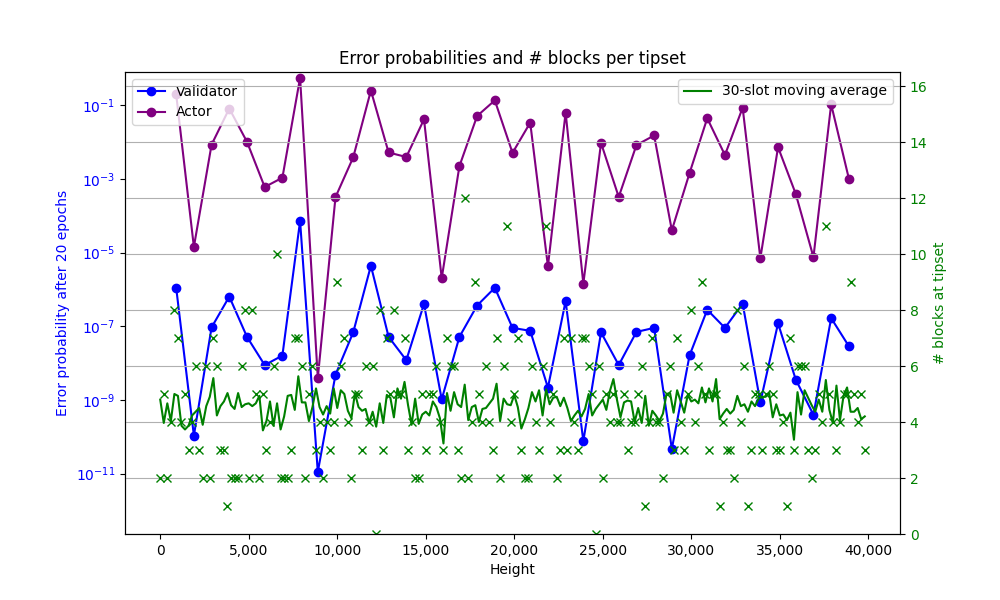 Error probabilities and # blocks per tipset
Validator
Actor
30-slot moving average
Error probability after 20 epochs
10⁻¹
10⁻³
10⁻⁵
10⁻⁷
10⁻⁹
10⁻¹¹
# blocks at tipset
16
14
12
10
8
6
4
2
0
0 5,000 10,000 15,000 20,000 25,000 30,000 35,000 40,000
Height